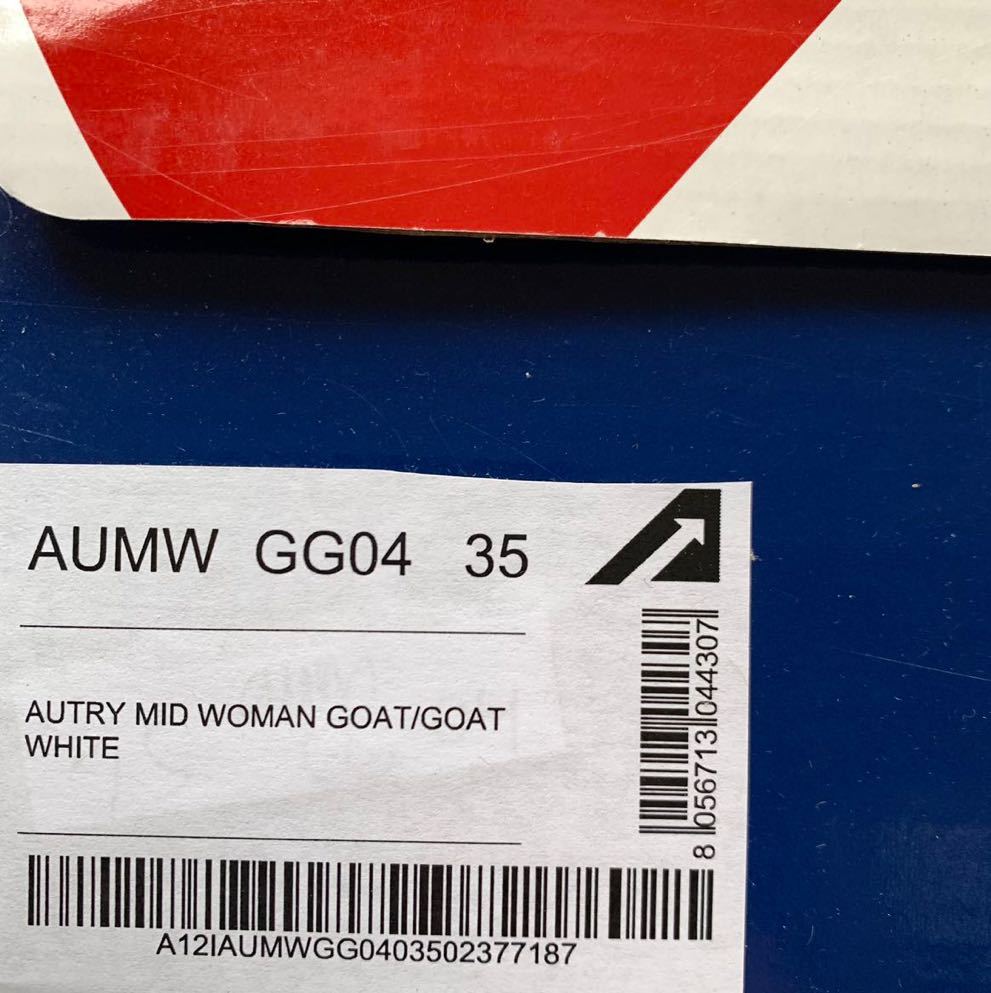 AUMW GG04 35
AUTRY MID WOMAN GOAT/GOAT
WHITE
8 056713 044307
A12IAUMWGG0403502377187